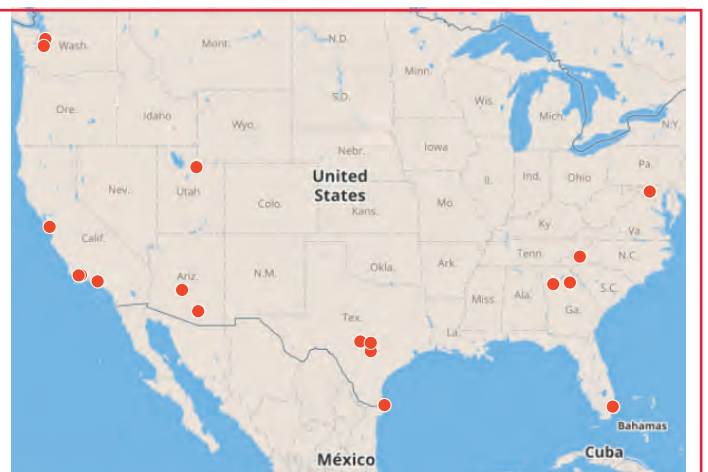 Wash.
Mont.
N.D.
Minn.
Ore.
Idaho
S.D.
Wis.
Mich.
Wyo.
N.Y.
Nebr.
Iowa
Pa.
Nev.
Utah
United
States
Ill.
Ind.
Ohio
Colo.
Kans.
Mo.
Ky.
Va.
Calif.
Ariz.
N.M.
Okla.
Ark.
Tenn.
N.C.
Miss.
Ala.
S.C.
Ga.
Tex.
La.
Bahamas
México
Cuba